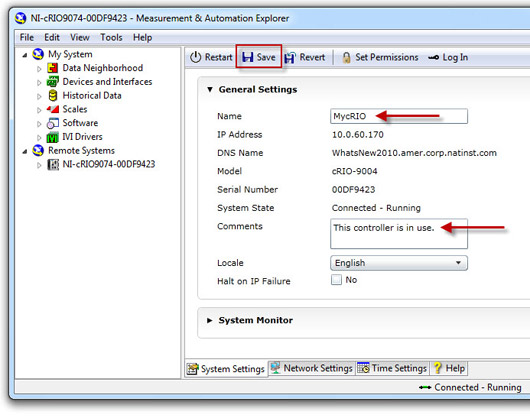 NI-cRIO9074-00DF9423 - Measurement & Automation Explorer
File Edit View Tools Help
My System
Data Neighborhood
Devices and Interfaces
Historical Data
Scales
Software
IVI Drivers
Remote Systems
NI-cRIO9074-00DF9423
Restart Save Revert Set Permissions Log In
General Settings
Name MycRIO
IP Address 10.0.60.170
DNS Name WhatsNew2010.amer.corp.natinst.com
Model cRIO-9004
Serial Number 00DF9423
System State Connected - Running
Comments This controller is in use.
Locale English
Halt on IP Failure No
System Monitor
System Settings Network Settings Time Settings Help
Connected - Running